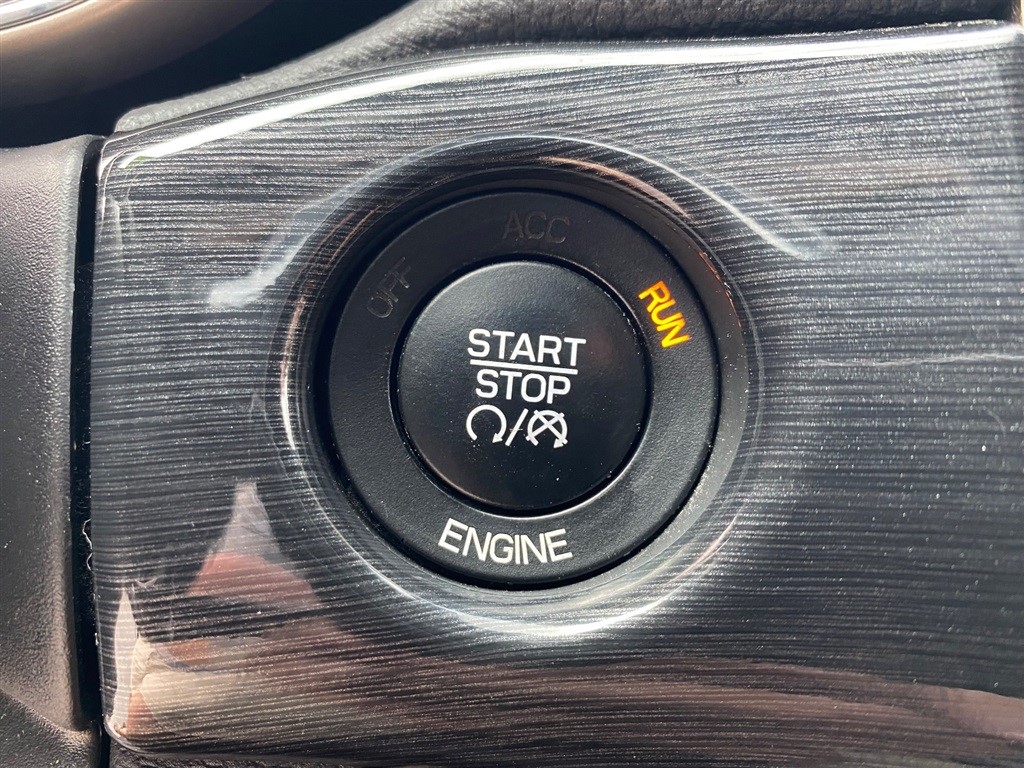 ACC
OFF
RUN
START
STOP
ENGINE